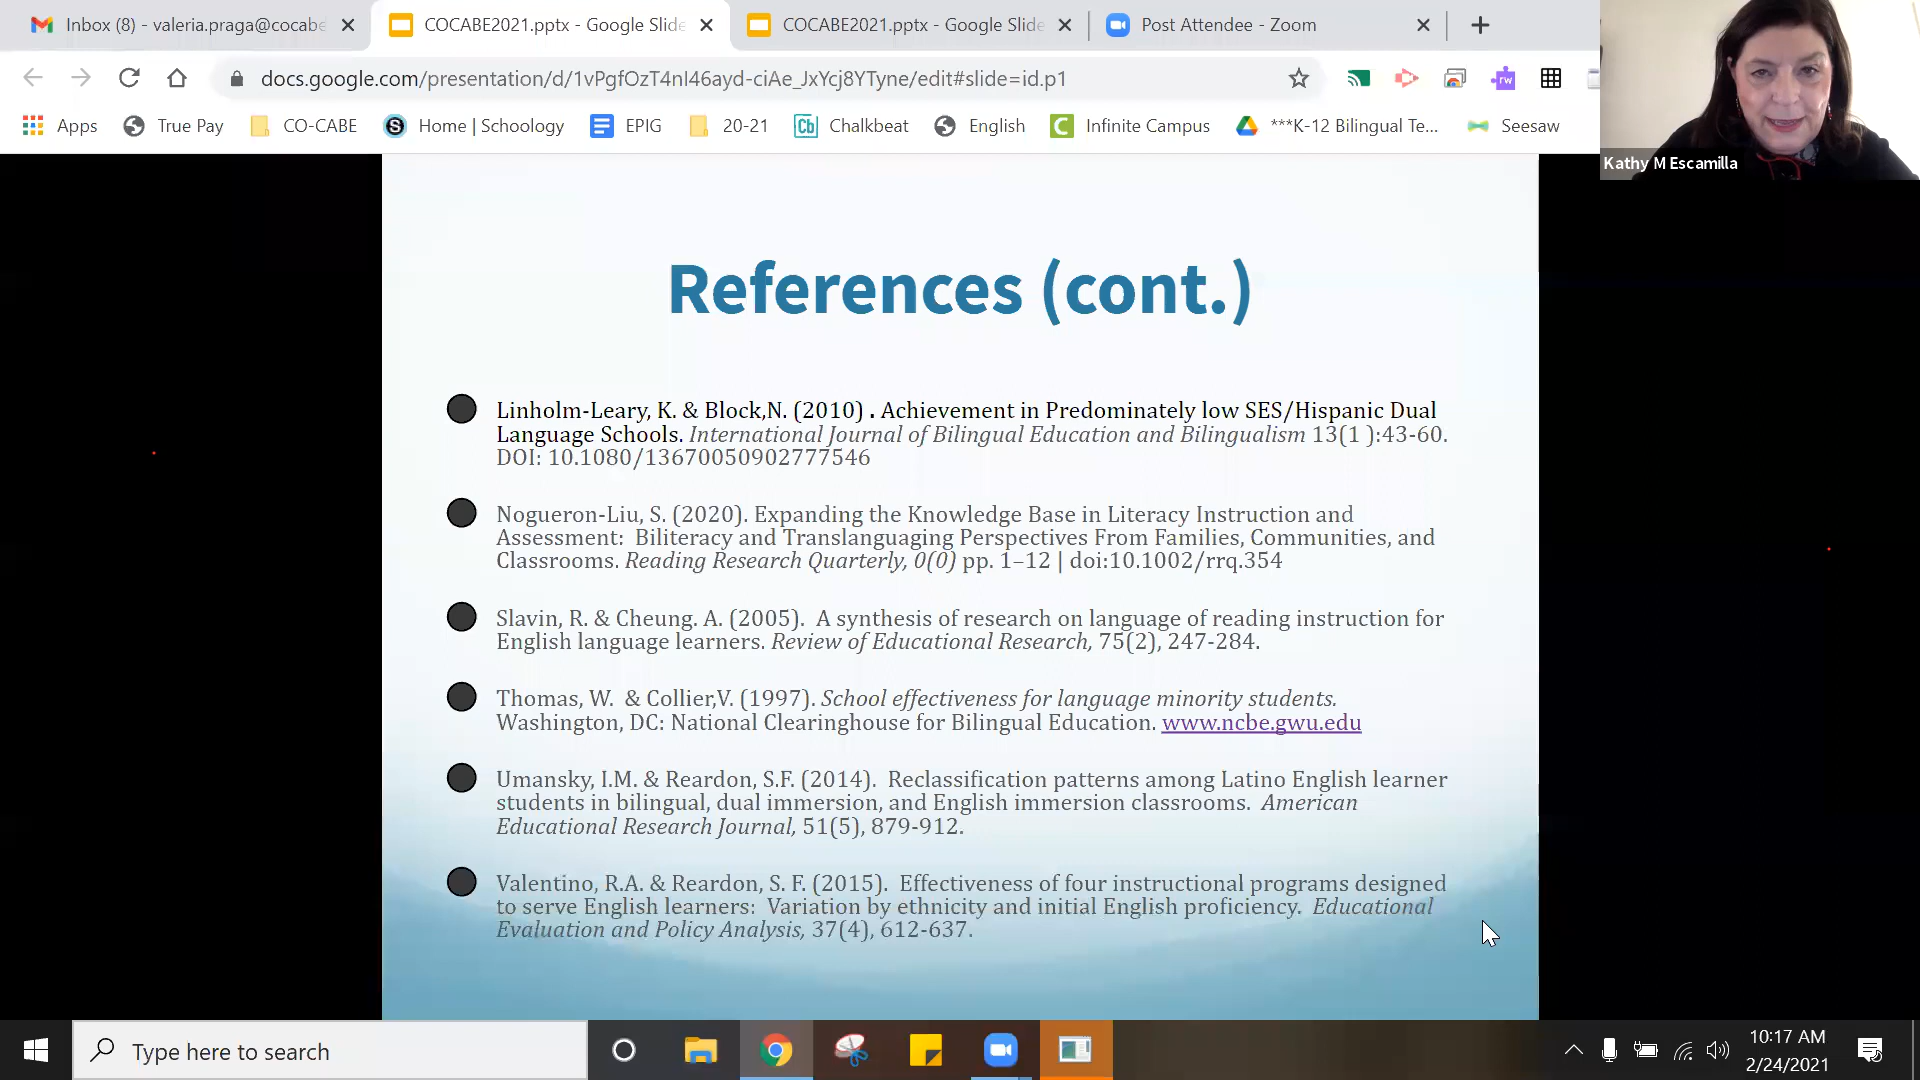 Inbox (8) - valeria.praga@cocabe
COCABE2021.pptx - Google Slide
COCABE2021.pptx - Google Slide
Post Attendee - Zoom
docs.google.com/presentation/d/1vPgfOzT4nI46ayd-ciAe_JxYcj8YTyne/edit#slide=id.p1
rw
Apps
True Pay
CO-CABE
Home | Schoology
EPIG
20-21
Chalkbeat
English
Infinite Campus
***K-12 Bilingual Te...
Seesaw
Kathy M Escamilla
References (cont.)
Linholm-Leary, K. & Block,N. (2010) . Achievement in Predominately low SES/Hispanic Dual
Language Schools. International Journal of Bilingual Education and Bilingualism 13(1 ):43-60.
DOI: 10.1080/13670050902777546
Nogueron-Liu, S. (2020). Expanding the Knowledge Base in Literacy Instruction and
Assessment:  Biliteracy and Translanguaging Perspectives From Families, Communities, and
Classrooms. Reading Research Quarterly, 0(0) pp. 1–12 | doi:10.1002/rrq.354
Slavin, R. & Cheung. A. (2005).  A synthesis of research on language of reading instruction for
English language learners. Review of Educational Research, 75(2), 247-284.
Thomas, W.  & Collier,V. (1997). School effectiveness for language minority students.
Washington, DC: National Clearinghouse for Bilingual Education. www.ncbe.gwu.edu
Umansky, I.M. & Reardon, S.F. (2014).  Reclassification patterns among Latino English learner
students in bilingual, dual immersion, and English immersion classrooms.  American
Educational Research Journal, 51(5), 879-912.
Valentino, R.A. & Reardon, S. F. (2015).  Effectiveness of four instructional programs designed
to serve English learners:  Variation by ethnicity and initial English proficiency.  Educational
Evaluation and Policy Analysis, 37(4), 612-637.
Type here to search
10:17 AM
2/24/2021